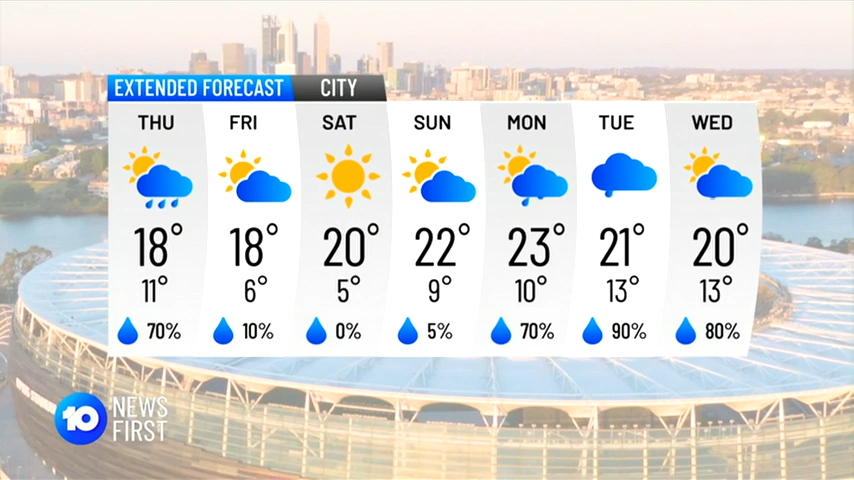 EXTENDED FORECAST CITY
THU FRI SAT SUN MON TUE WED
18° 18° 20° 22° 23° 21° 20°
11° 6° 5° 9° 10° 13° 13°
70% 10% 0% 5% 70% 90% 80%
10 NEWS
FIRST